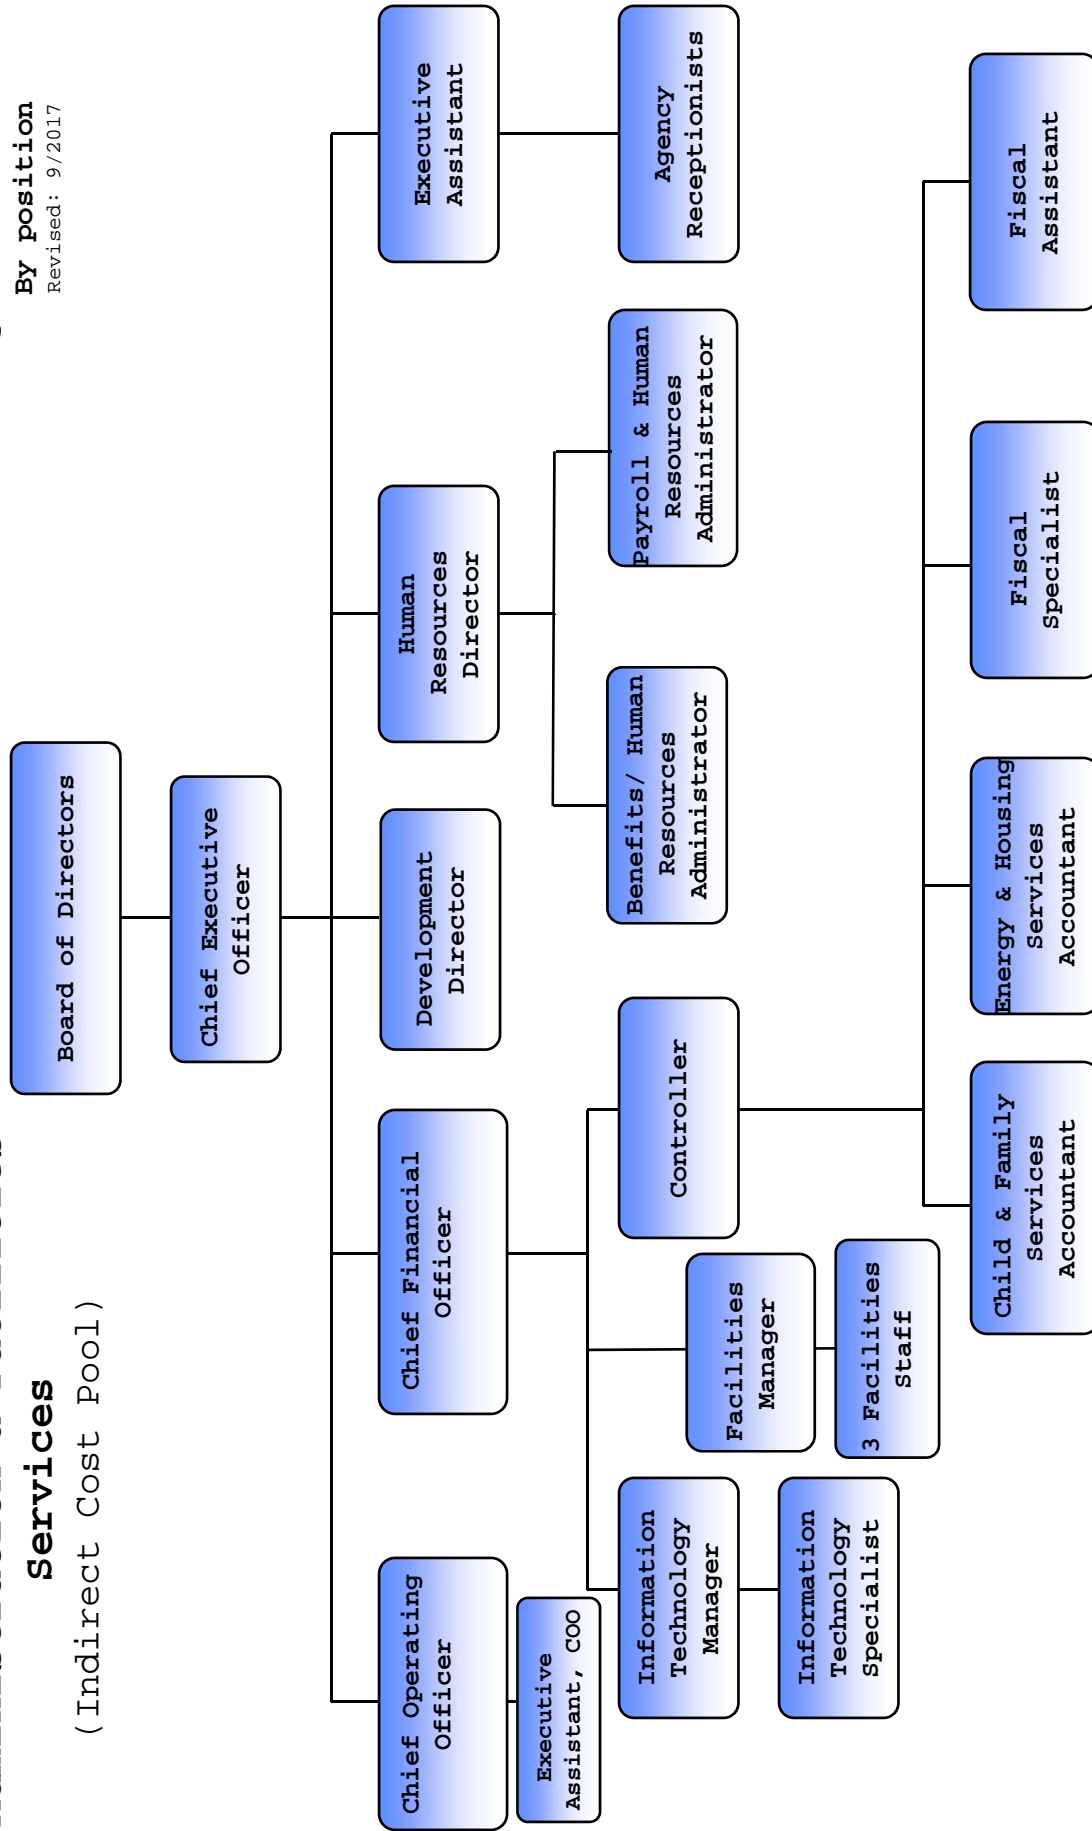 Services
(Indirect Cost Pool)
By position
Revised: 9/2017
Board of Directors
Chief Executive
Officer
Chief Operating
Officer
Chief Financial
Officer
Development
Director
Human
Resources
Director
Executive
Assistant
Executive
Assistant, COO
Information
Technology
Manager
Facilities
Manager
Controller
Benefits/ Human
Resources
Administrator
Payroll & Human
Resources
Administrator
Agency
Receptionists
Information
Technology
Specialist
3 Facilities
Staff
Child & Family
Services
Accountant
Energy & Housing
Services
Accountant
Fiscal
Specialist
Fiscal
Assistant